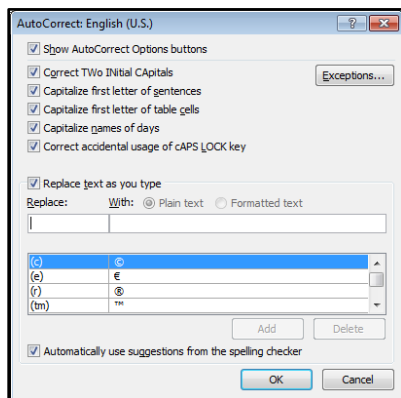 AutoCorrect: English (U.S.)
Show AutoCorrect Options buttons
Correct TWo INitial CApitals
Exceptions...
Capitalize first letter of sentences
Capitalize first letter of table cells
Capitalize names of days
Correct accidental usage of cAPS LOCK key
Replace text as you type
Replace: With: Plain text Formatted text
(c) ©
(e) €
(r) ®
(tm) ™
Add Delete
Automatically use suggestions from the spelling checker
OK Cancel